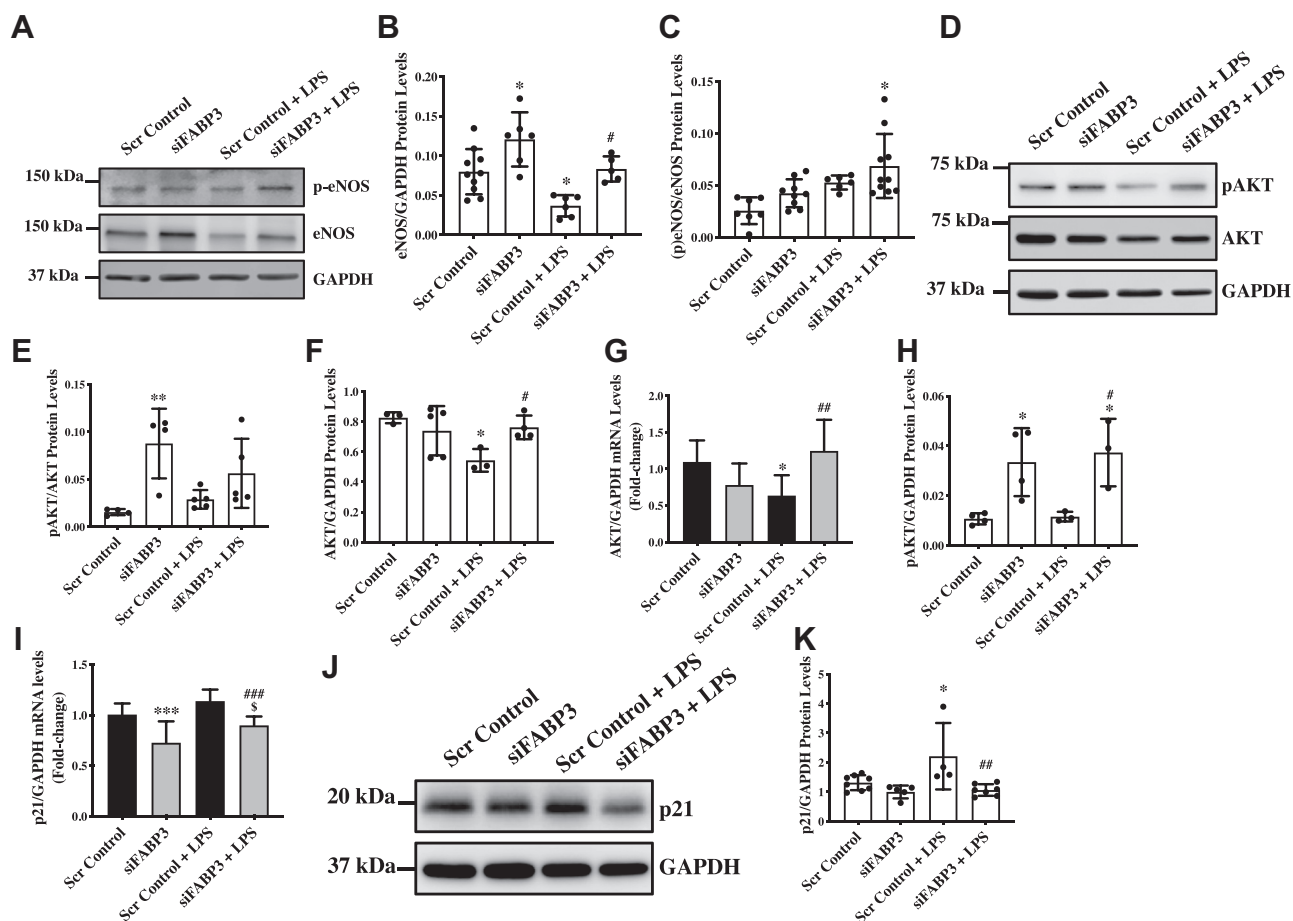 A
Scr Control
siFABP3
Scr Control + LPS
siFABP3 + LPS
150 kDa
p-eNOS
150 kDa
eNOS
37 kDa
GAPDH
B
eNOS/GAPDH Protein Levels
0.20
0.15
0.10
0.05
0.00
*
*
#
Scr Control
siFABP3
Scr Control + LPS
siFABP3 + LPS
C
(p)eNOS/eNOS Protein Levels
0.15
0.10
0.05
0.00
*
Scr Control
siFABP3
Scr Control + LPS
siFABP3 + LPS
D
Scr Control
siFABP3
Scr Control + LPS
siFABP3 + LPS
75 kDa
pAKT
75 kDa
AKT
37 kDa
GAPDH
E
pAKT/AKT Protein Levels
0.15
0.10
0.05
0.00
**
Scr Control
siFABP3
Scr Control + LPS
siFABP3 + LPS
F
AKT/GAPDH Protein Levels
1.0
0.8
0.6
0.4
0.2
0.0
*
#
Scr Control
siFABP3
Scr Control + LPS
siFABP3 + LPS
G
AKT/GAPDH mRNA Levels
(Fold-change)
2.0
1.5
1.0
0.5
0.0
*
##
Scr Control
siFABP3
Scr Control + LPS
siFABP3 + LPS
H
pAKT/GAPDH Protein Levels
0.06
0.04
0.02
0.00
*
#
*
Scr Control
siFABP3
Scr Control + LPS
siFABP3 + LPS
I
p21/GAPDH mRNA levels
(Fold-change)
1.5
1.0
0.5
0.0
***
###
$
Scr Control
siFABP3
Scr Control + LPS
siFABP3 + LPS
J
Scr Control
siFABP3
Scr Control + LPS
siFABP3 + LPS
20 kDa
p21
37 kDa
GAPDH
K
p21/GAPDH Protein Levels
5
4
3
2
1
0
*
##
Scr Control
siFABP3
Scr Control + LPS
siFABP3 + LPS